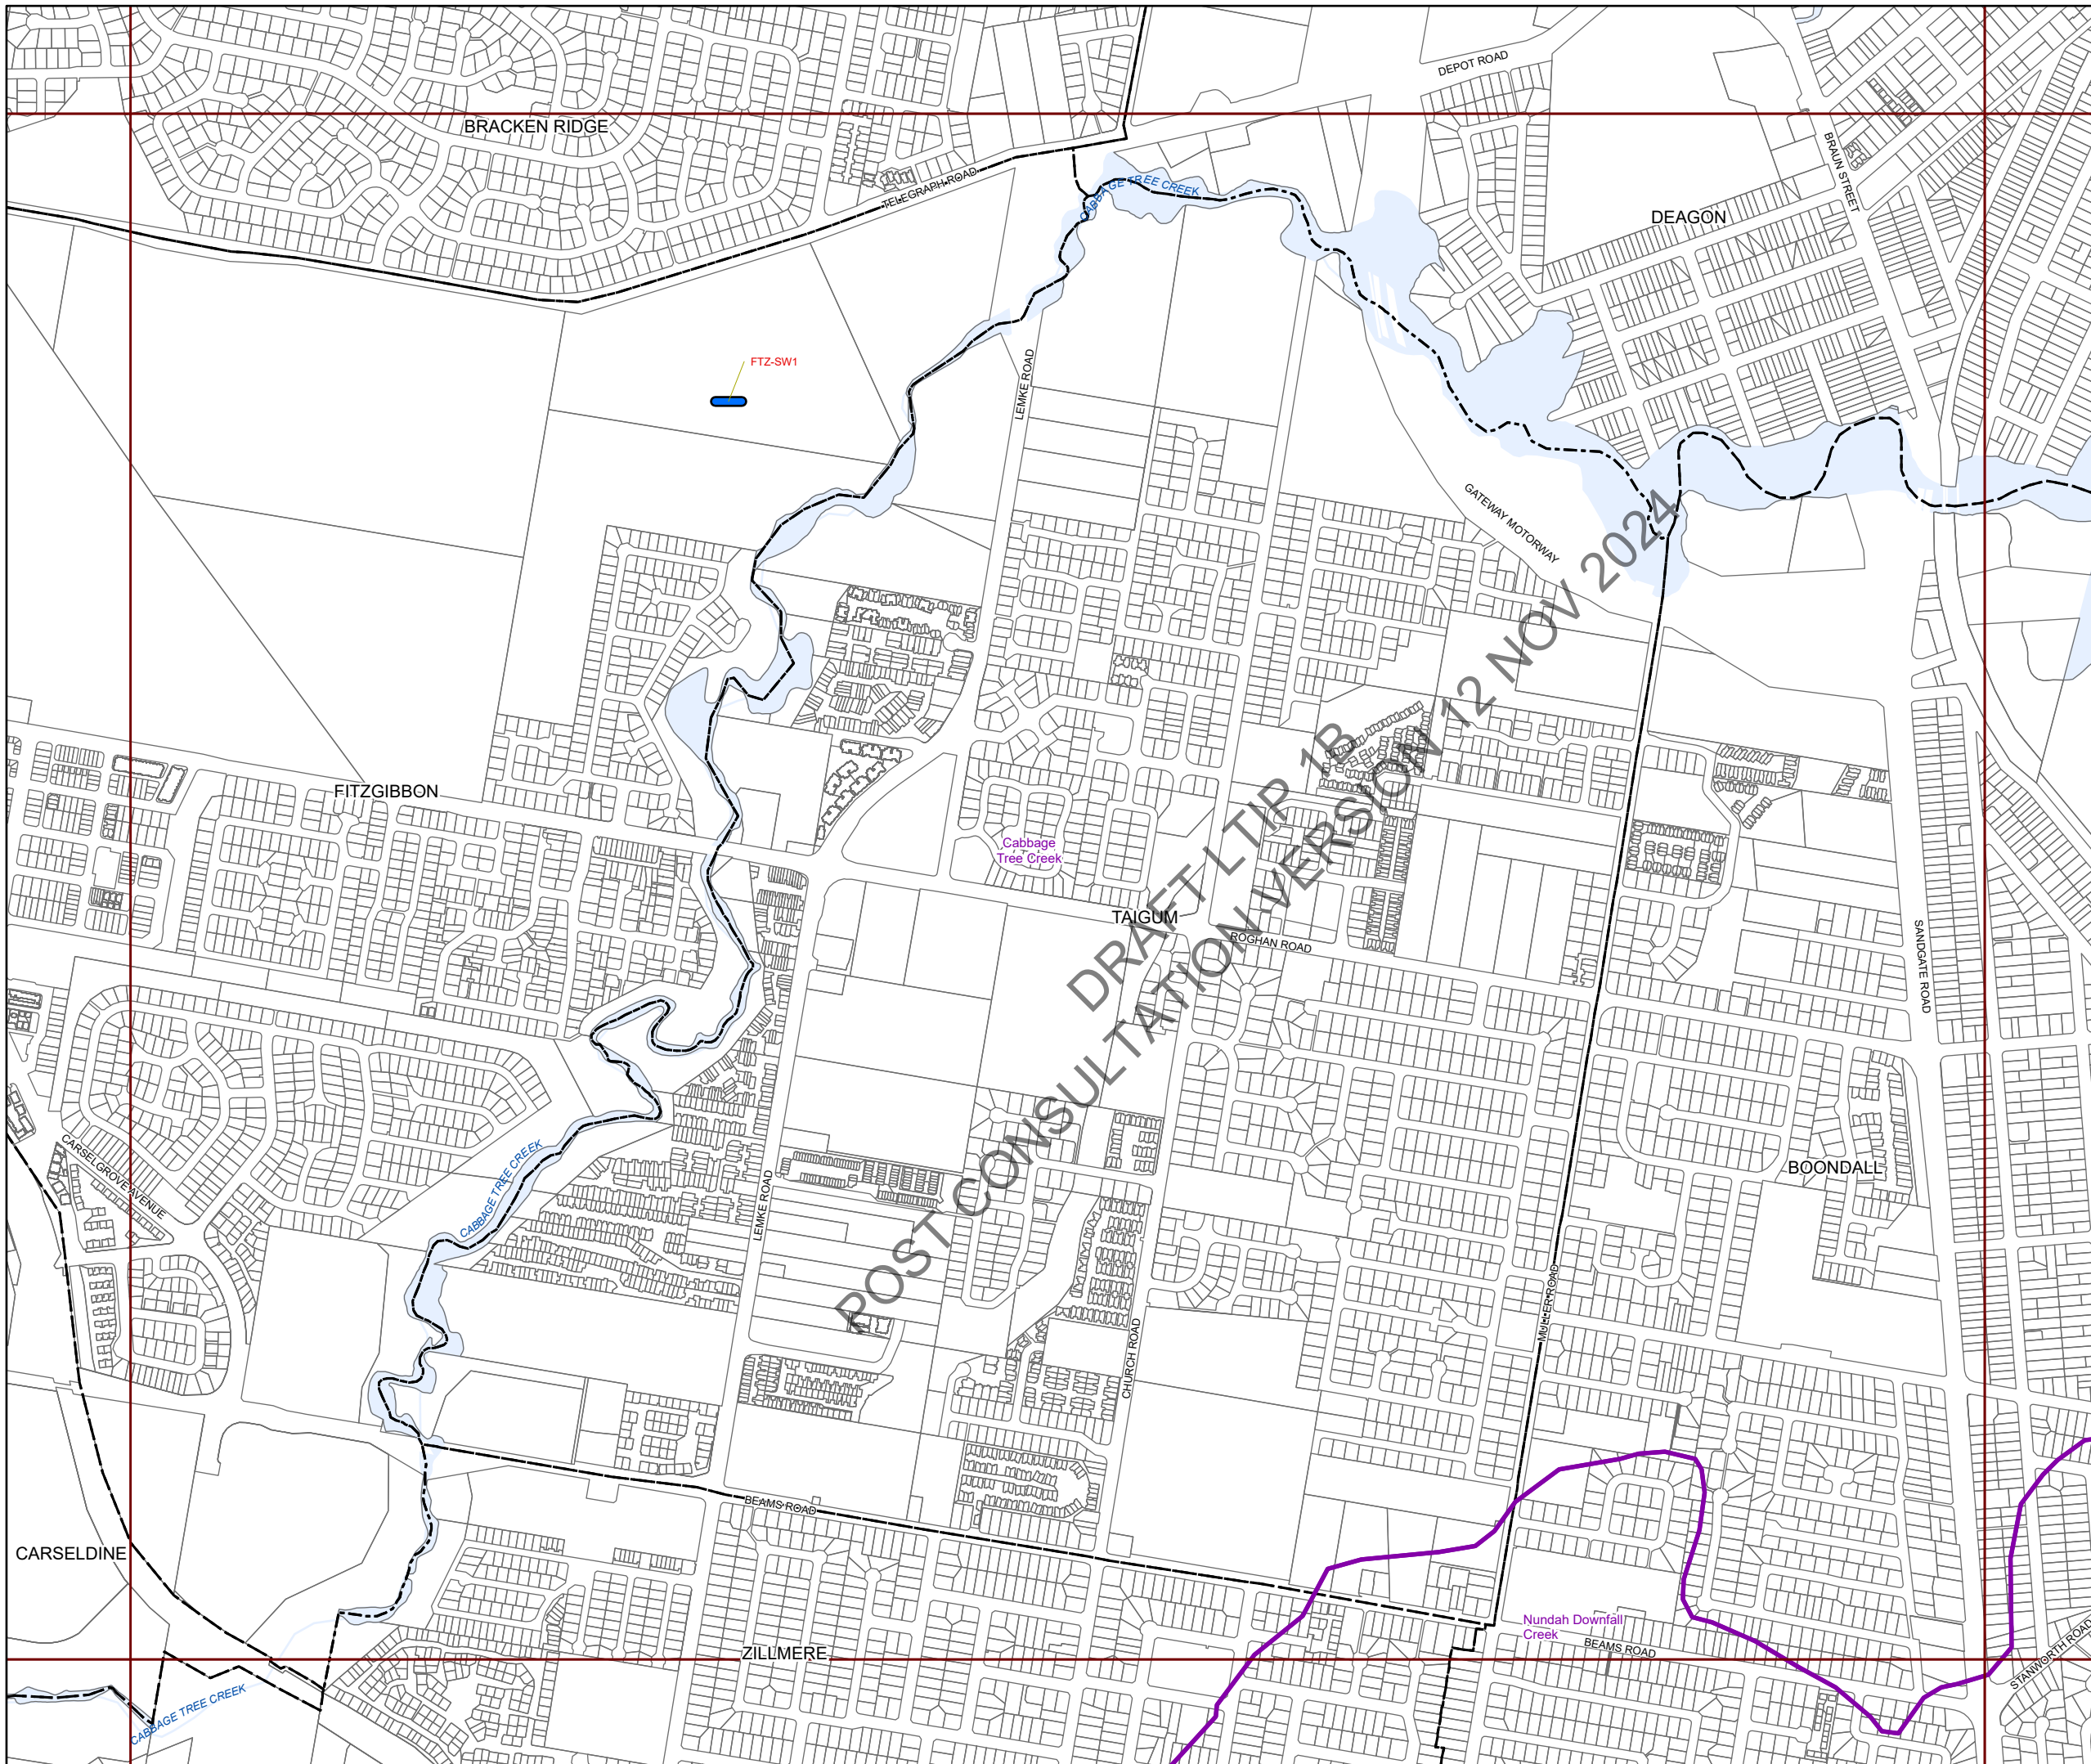 DEPOT ROAD
BRACKEN RIDGE
BRAUN STREET
TELEGRAPH ROAD
CABBAGE TREE CREEK
DEAGON
FTZ-SW1
LEMKE ROAD
GATEWAY MOTORWAY
FITZGIBBON
Cabbage
Tree Creek
TAIGUM
ROGHAN ROAD
SANDGATE ROAD
DRAFT LTIP 1B
POST CONSULTATION VERSION 12 NOV 2024
CARSELGROVE AVENUE
CABBAGE TREE CREEK
LEMKE ROAD
BOONDALL
MULLER ROAD
CHURCH ROAD
BEAMS ROAD
CARSELDINE
Nundah Downfall
Creek
BEAMS ROAD
STANWORTH ROAD
ZILLMERE
CABBAGE TREE CREEK